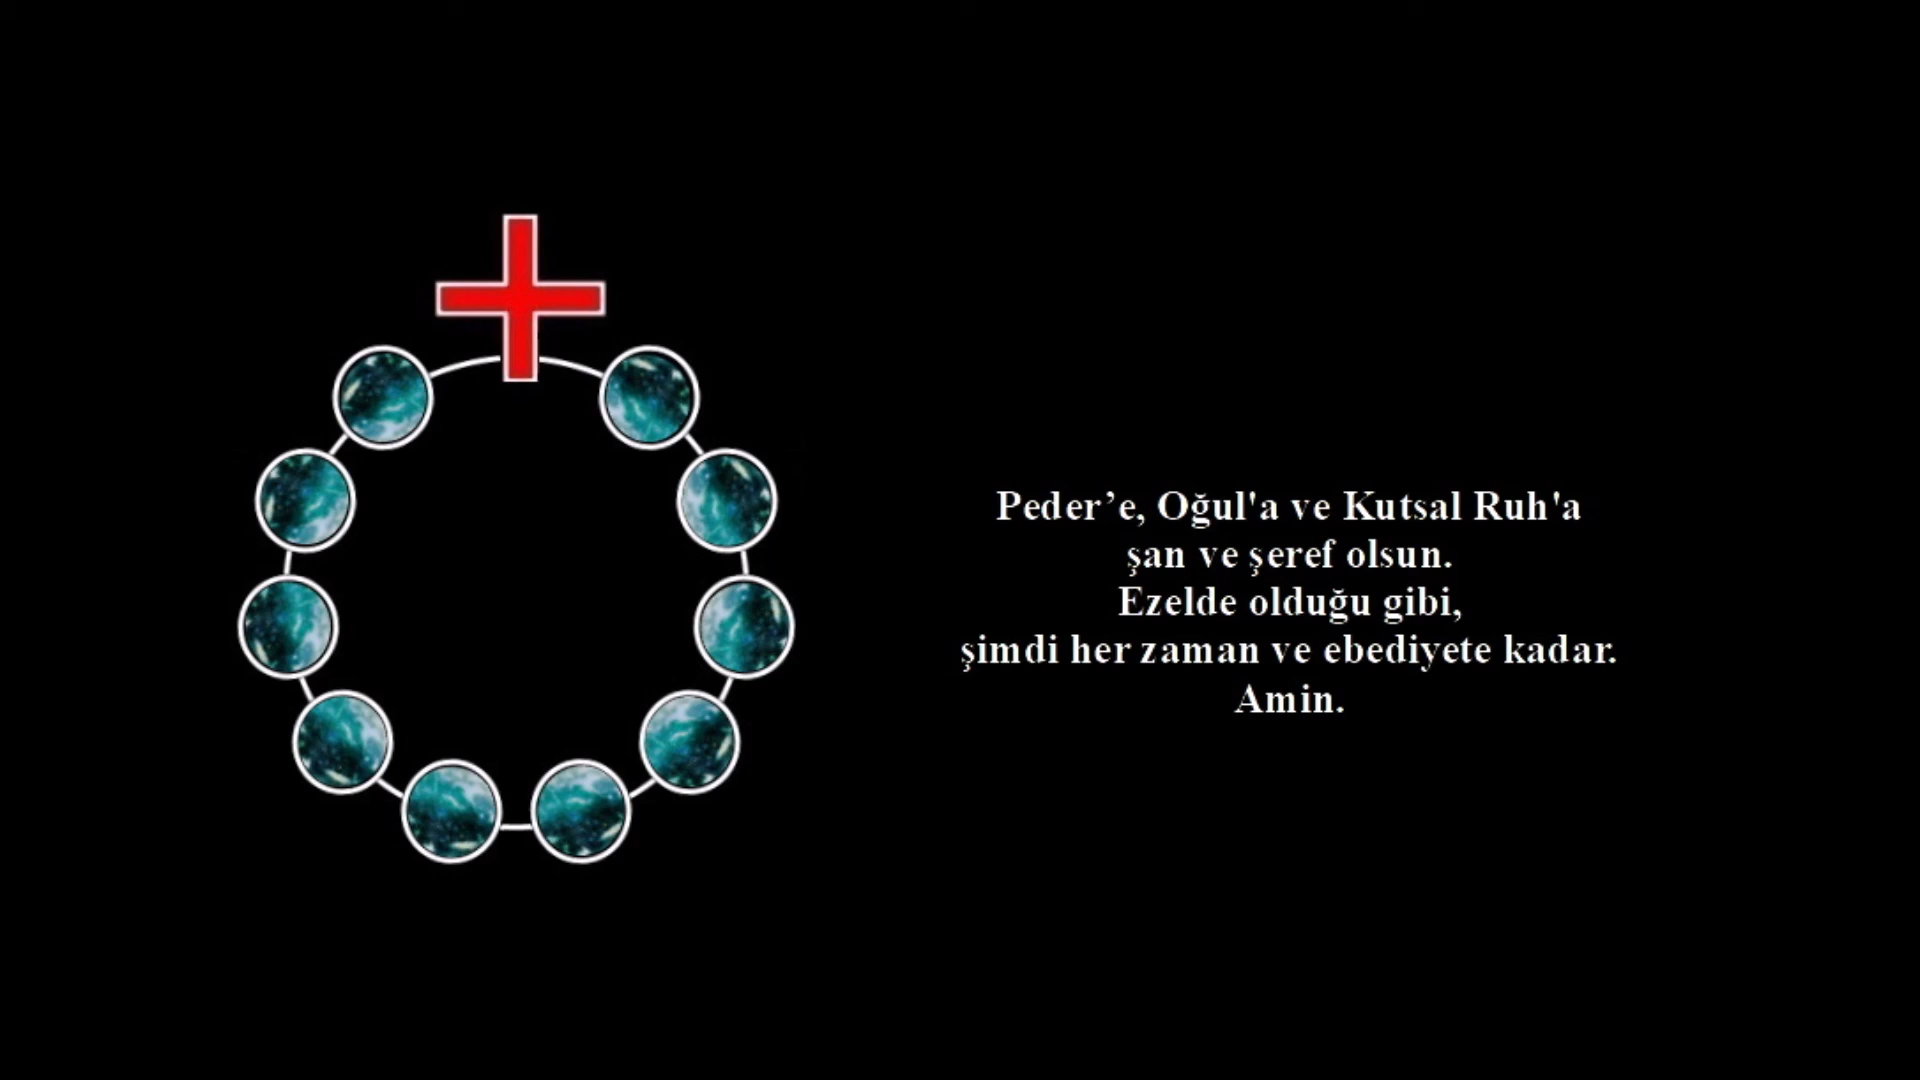 Peder’e, Oğul'a ve Kutsal Ruh'a
şan ve şeref olsun.
Ezelde olduğu gibi,
şimdi her zaman ve ebediyete kadar.
Amin.